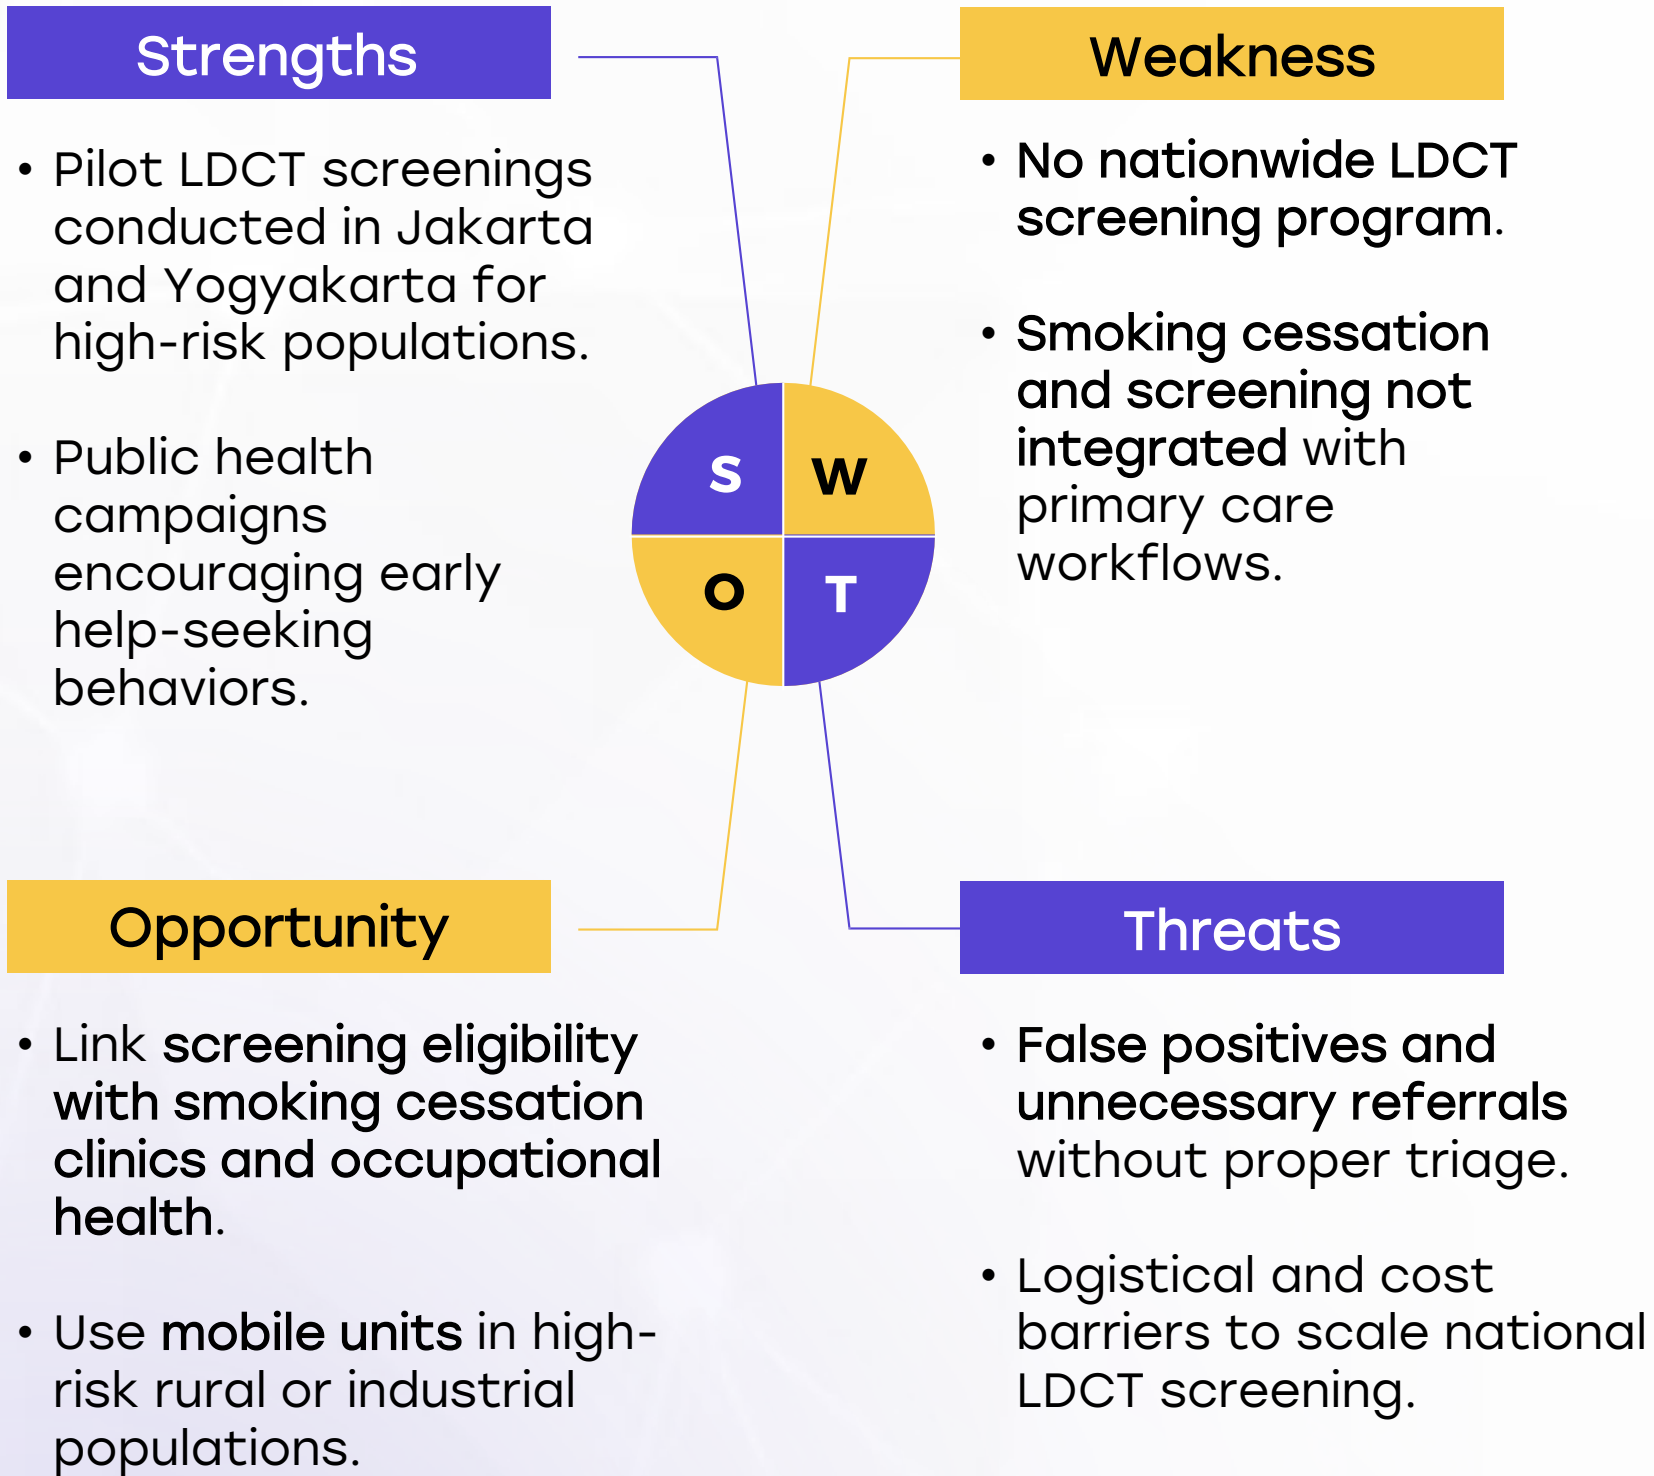 Strengths
• Pilot LDCT screenings
conducted in Jakarta
and Yogyakarta for
high-risk populations.
• Public health
campaigns
encouraging early
help-seeking
behaviors.
Weakness
• No nationwide LDCT
screening program.
• Smoking cessation
and screening not
integrated with
primary care
workflows.
S
W
O
T
Opportunity
• Link screening eligibility
with smoking cessation
clinics and occupational
health.
• Use mobile units in high-
risk rural or industrial
populations.
Threats
• False positives and
unnecessary referrals
without proper triage.
• Logistical and cost
barriers to scale national
LDCT screening.